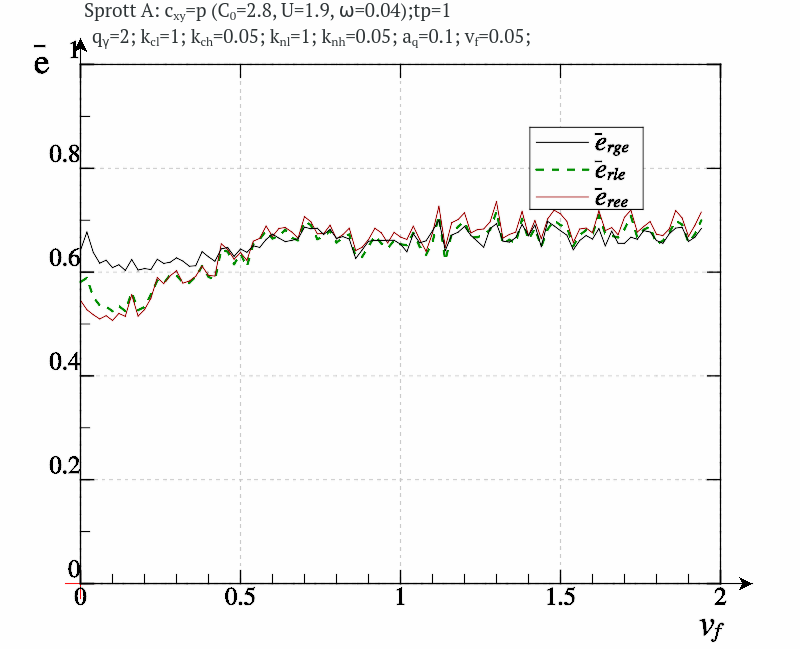 Sprott A: cxy=p (C0=2.8, U=1.9, ω=0.04);tp=1
qγ=2; kcl=1; kch=0.05; knl=1; knh=0.05; aq=0.1; vf=0.05;
1
ē
ērge
0.8
ērle
ēree
0.6
0.4
0.2
0
0 0.5 1 1.5 2
vf